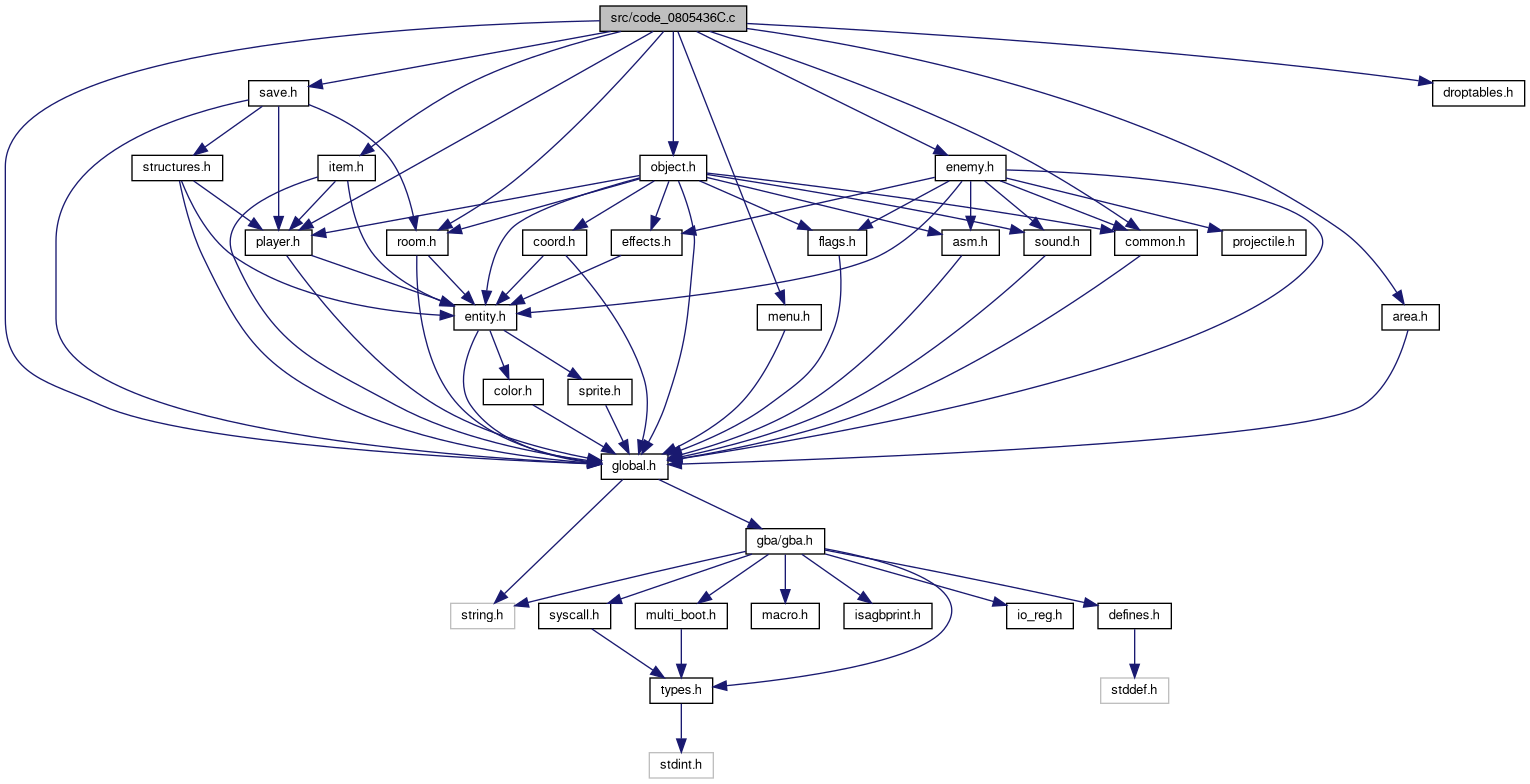 src/code_0805436C.c
save.h
droptables.h
structures.h
item.h
object.h
enemy.h
player.h
room.h
coord.h
effects.h
flags.h
asm.h
sound.h
common.h
projectile.h
entity.h
menu.h
area.h
color.h
sprite.h
global.h
gba/gba.h
string.h
syscall.h
multi_boot.h
macro.h
isagbprint.h
io_reg.h
defines.h
types.h
stddef.h
stdint.h